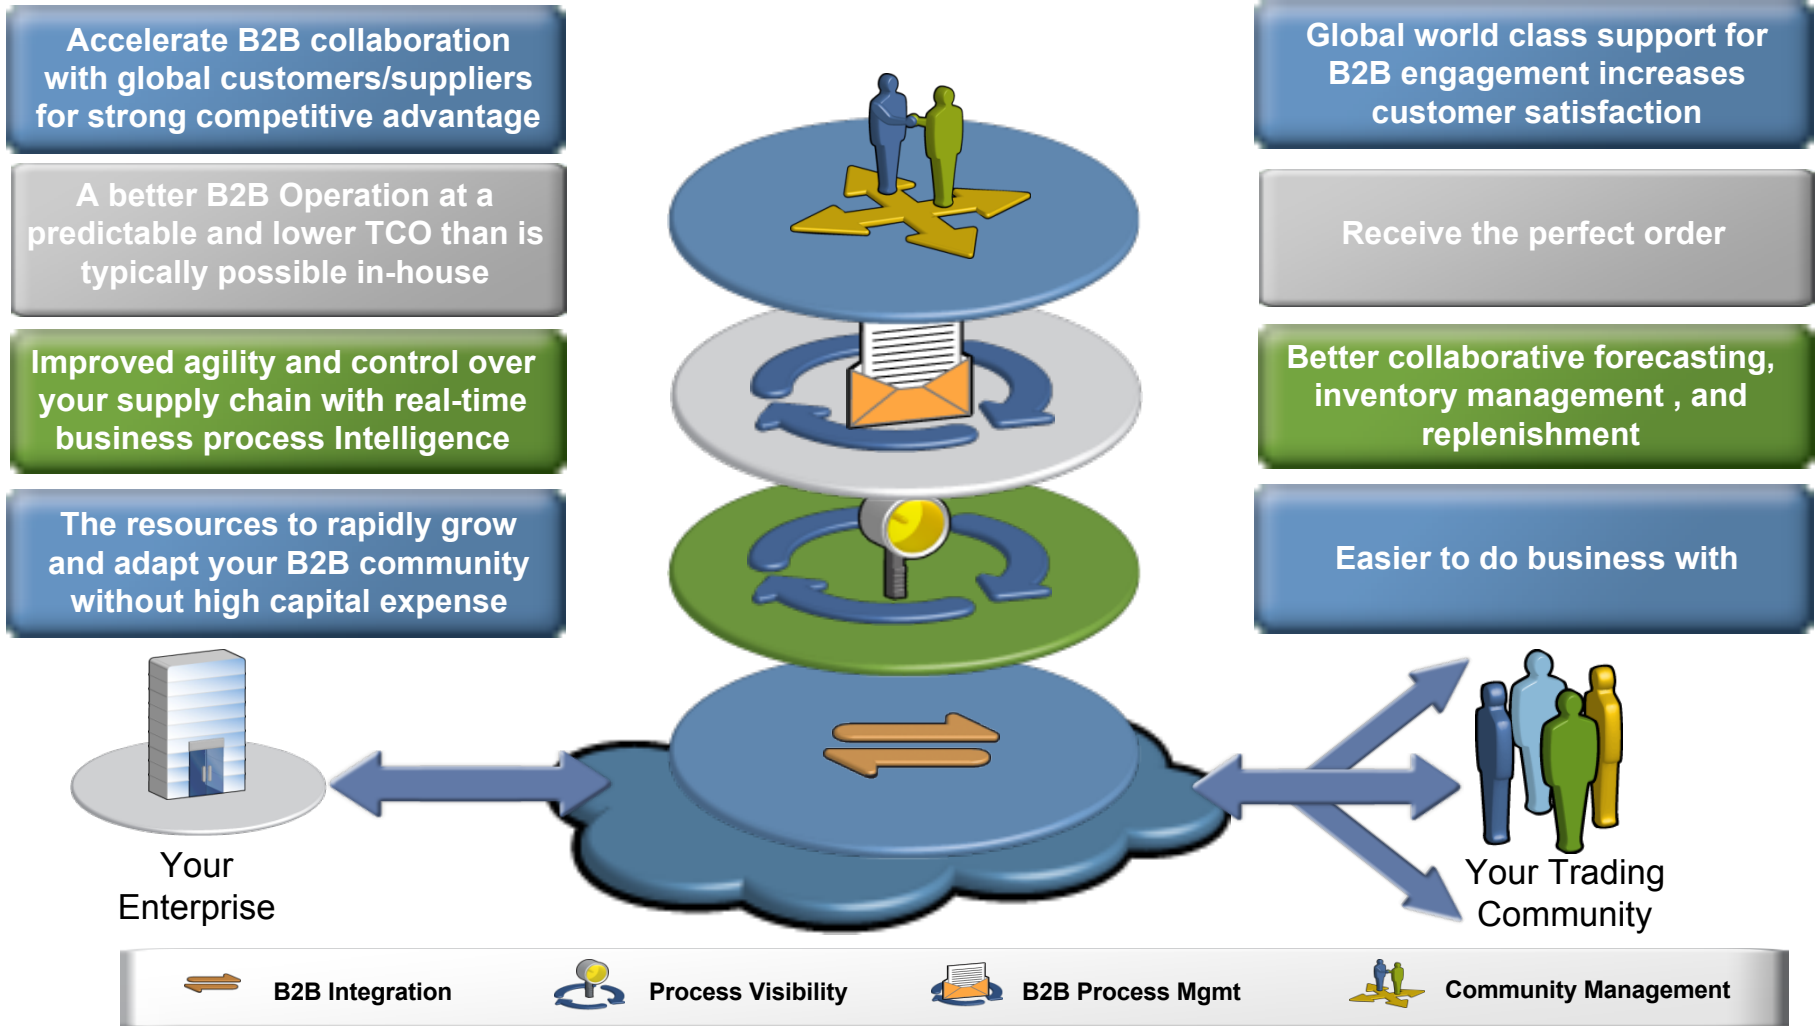 Accelerate B2B collaboration
with global customers/suppliers
for strong competitive advantage
A better B2B Operation at a
predictable and lower TCO than is
typically possible in-house
Improved agility and control over
your supply chain with real-time
business process Intelligence
The resources to rapidly grow
and adapt your B2B community
without high capital expense
Global world class support for
B2B engagement increases
customer satisfaction
Receive the perfect order
Better collaborative forecasting,
inventory management , and
replenishment
Easier to do business with
Your
Enterprise
Your Trading
Community
B2B Integration
Process Visibility
B2B Process Mgmt
Community Management